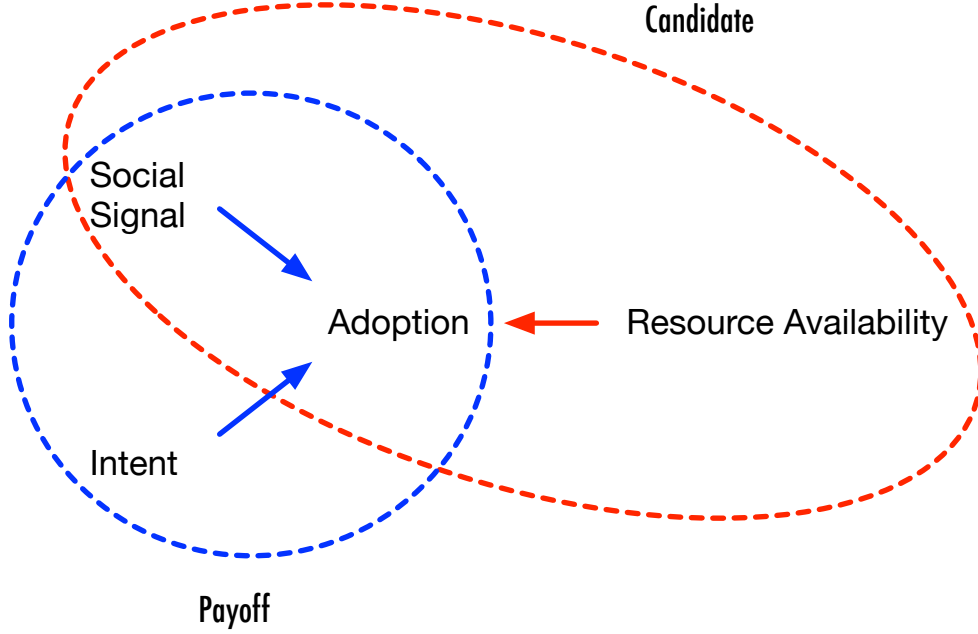 Candidate
Social
Signal
Adoption
Resource Availability
Intent
Payoff